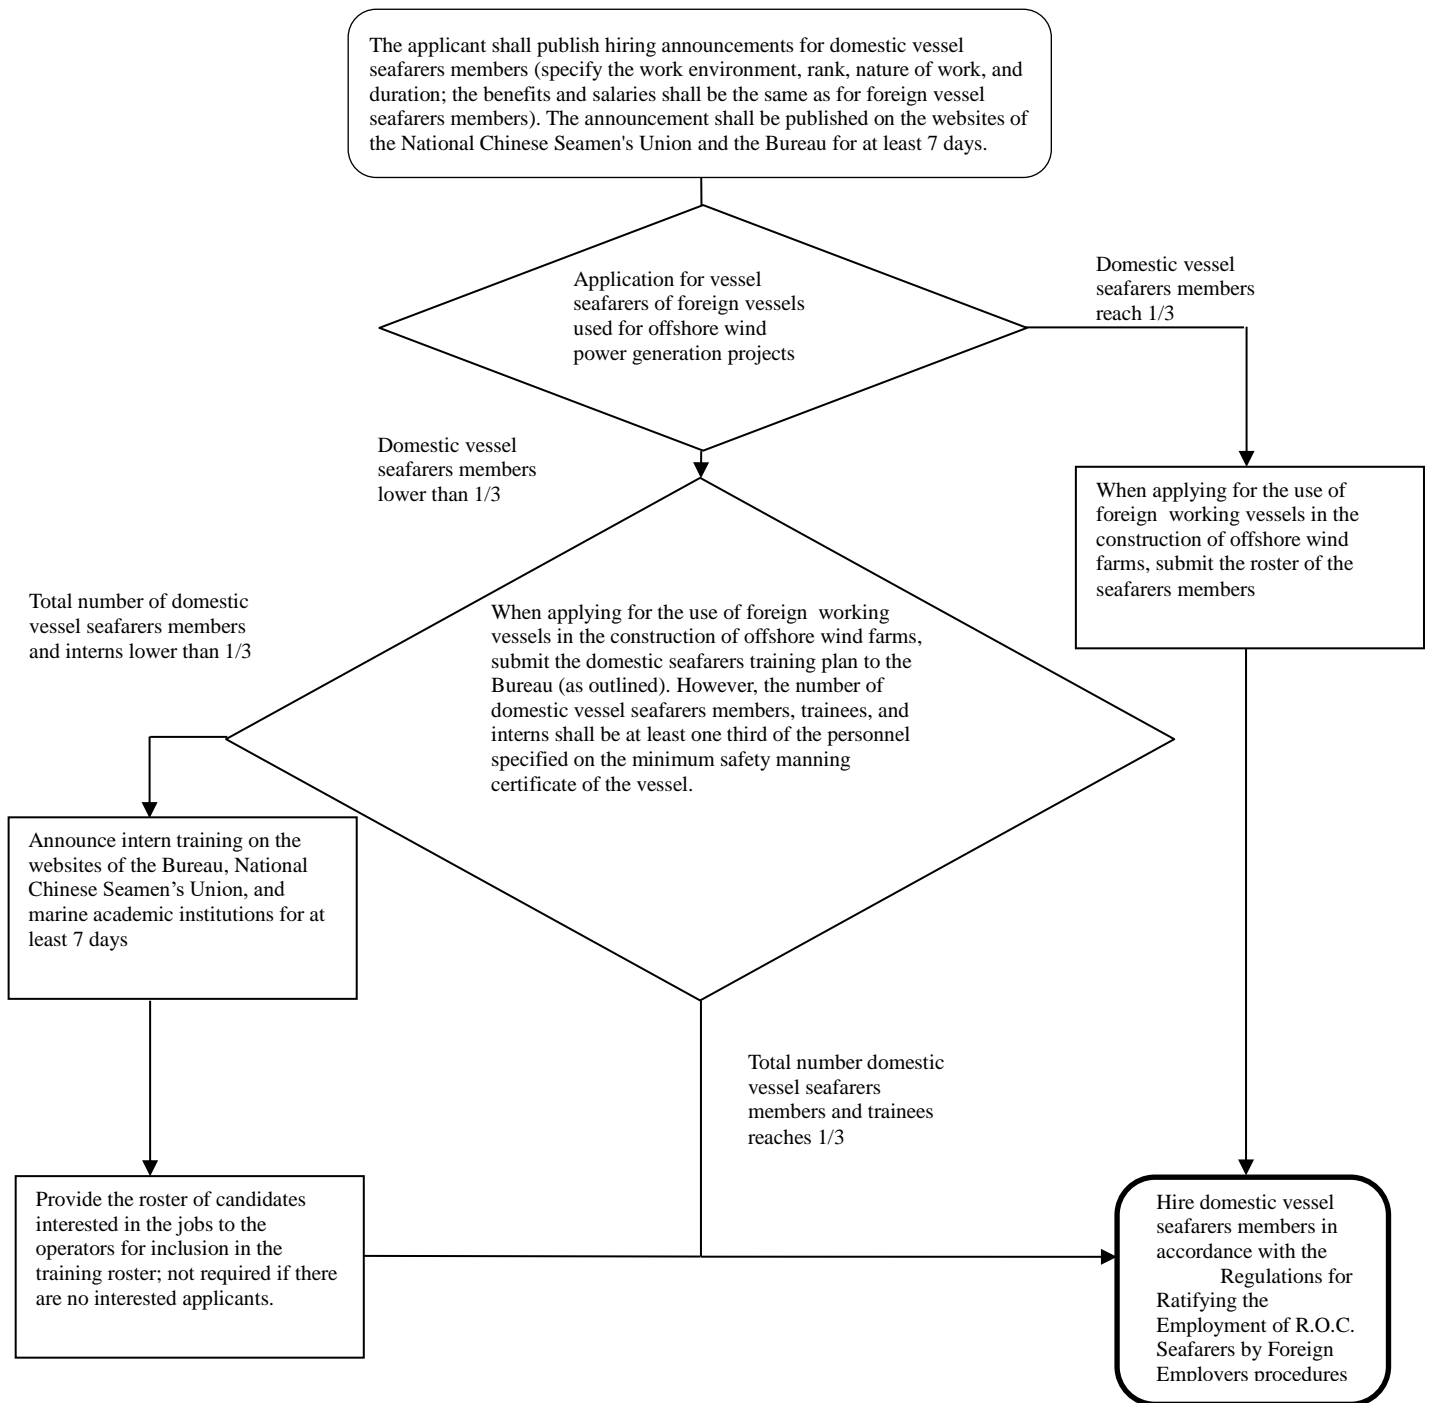 The applicant shall publish hiring announcements for domestic vessel
seafarers members (specify the work environment, rank, nature of work, and
duration; the benefits and salaries shall be the same as for foreign vessel
seafarers members). The announcement shall be published on the websites of
the National Chinese Seamen's Union and the Bureau for at least 7 days.
Application for vessel
seafarers of foreign vessels
used for offshore wind
power generation projects
Domestic vessel
seafarers members
reach 1/3
Domestic vessel
seafarers members
lower than 1/3
When applying for the use of
foreign  working vessels in the
construction of offshore wind
farms, submit the roster of the
seafarers members
Total number of domestic
vessel seafarers members
and interns lower than 1/3
When applying for the use of foreign  working
vessels in the construction of offshore wind farms,
submit the domestic seafarers training plan to the
Bureau (as outlined). However, the number of
domestic vessel seafarers members, trainees, and
interns shall be at least one third of the personnel
specified on the minimum safety manning
certificate of the vessel.
Announce intern training on the
websites of the Bureau, National
Chinese Seamen’s Union, and
marine academic institutions for at
least 7 days
Total number domestic
vessel seafarers
members and trainees
reaches 1/3
Provide the roster of candidates
interested in the jobs to the
operators for inclusion in the
training roster; not required if there
are no interested applicants.
Hire domestic vessel
seafarers members in
accordance with the
Regulations for
Ratifying the
Employment of R.O.C.
Seafarers by Foreign
Employers procedures